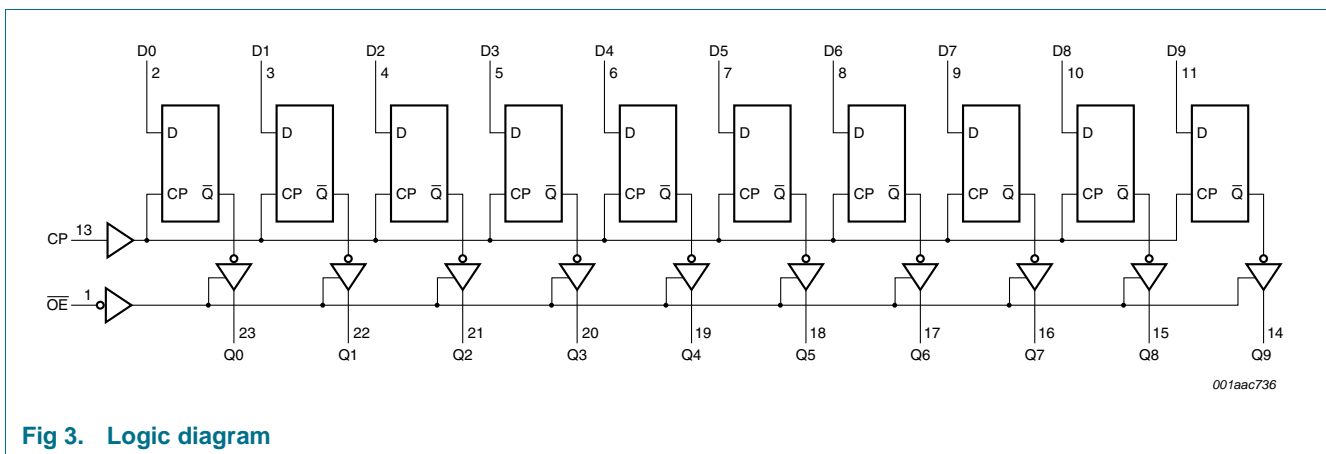 D0 D1 D2 D3 D4 D5 D6 D7 D8 D9
2 3 4 5 6 7 8 9 10 11
D D D D D D D D D D
CP Q̅ CP Q̅ CP Q̅ CP Q̅ CP Q̅ CP Q̅ CP Q̅ CP Q̅ CP Q̅ CP Q̅
CP 13
O̅E̅ 1
23 22 21 20 19 18 17 16 15 14
Q0 Q1 Q2 Q3 Q4 Q5 Q6 Q7 Q8 Q9
001aac736
Fig 3. Logic diagram